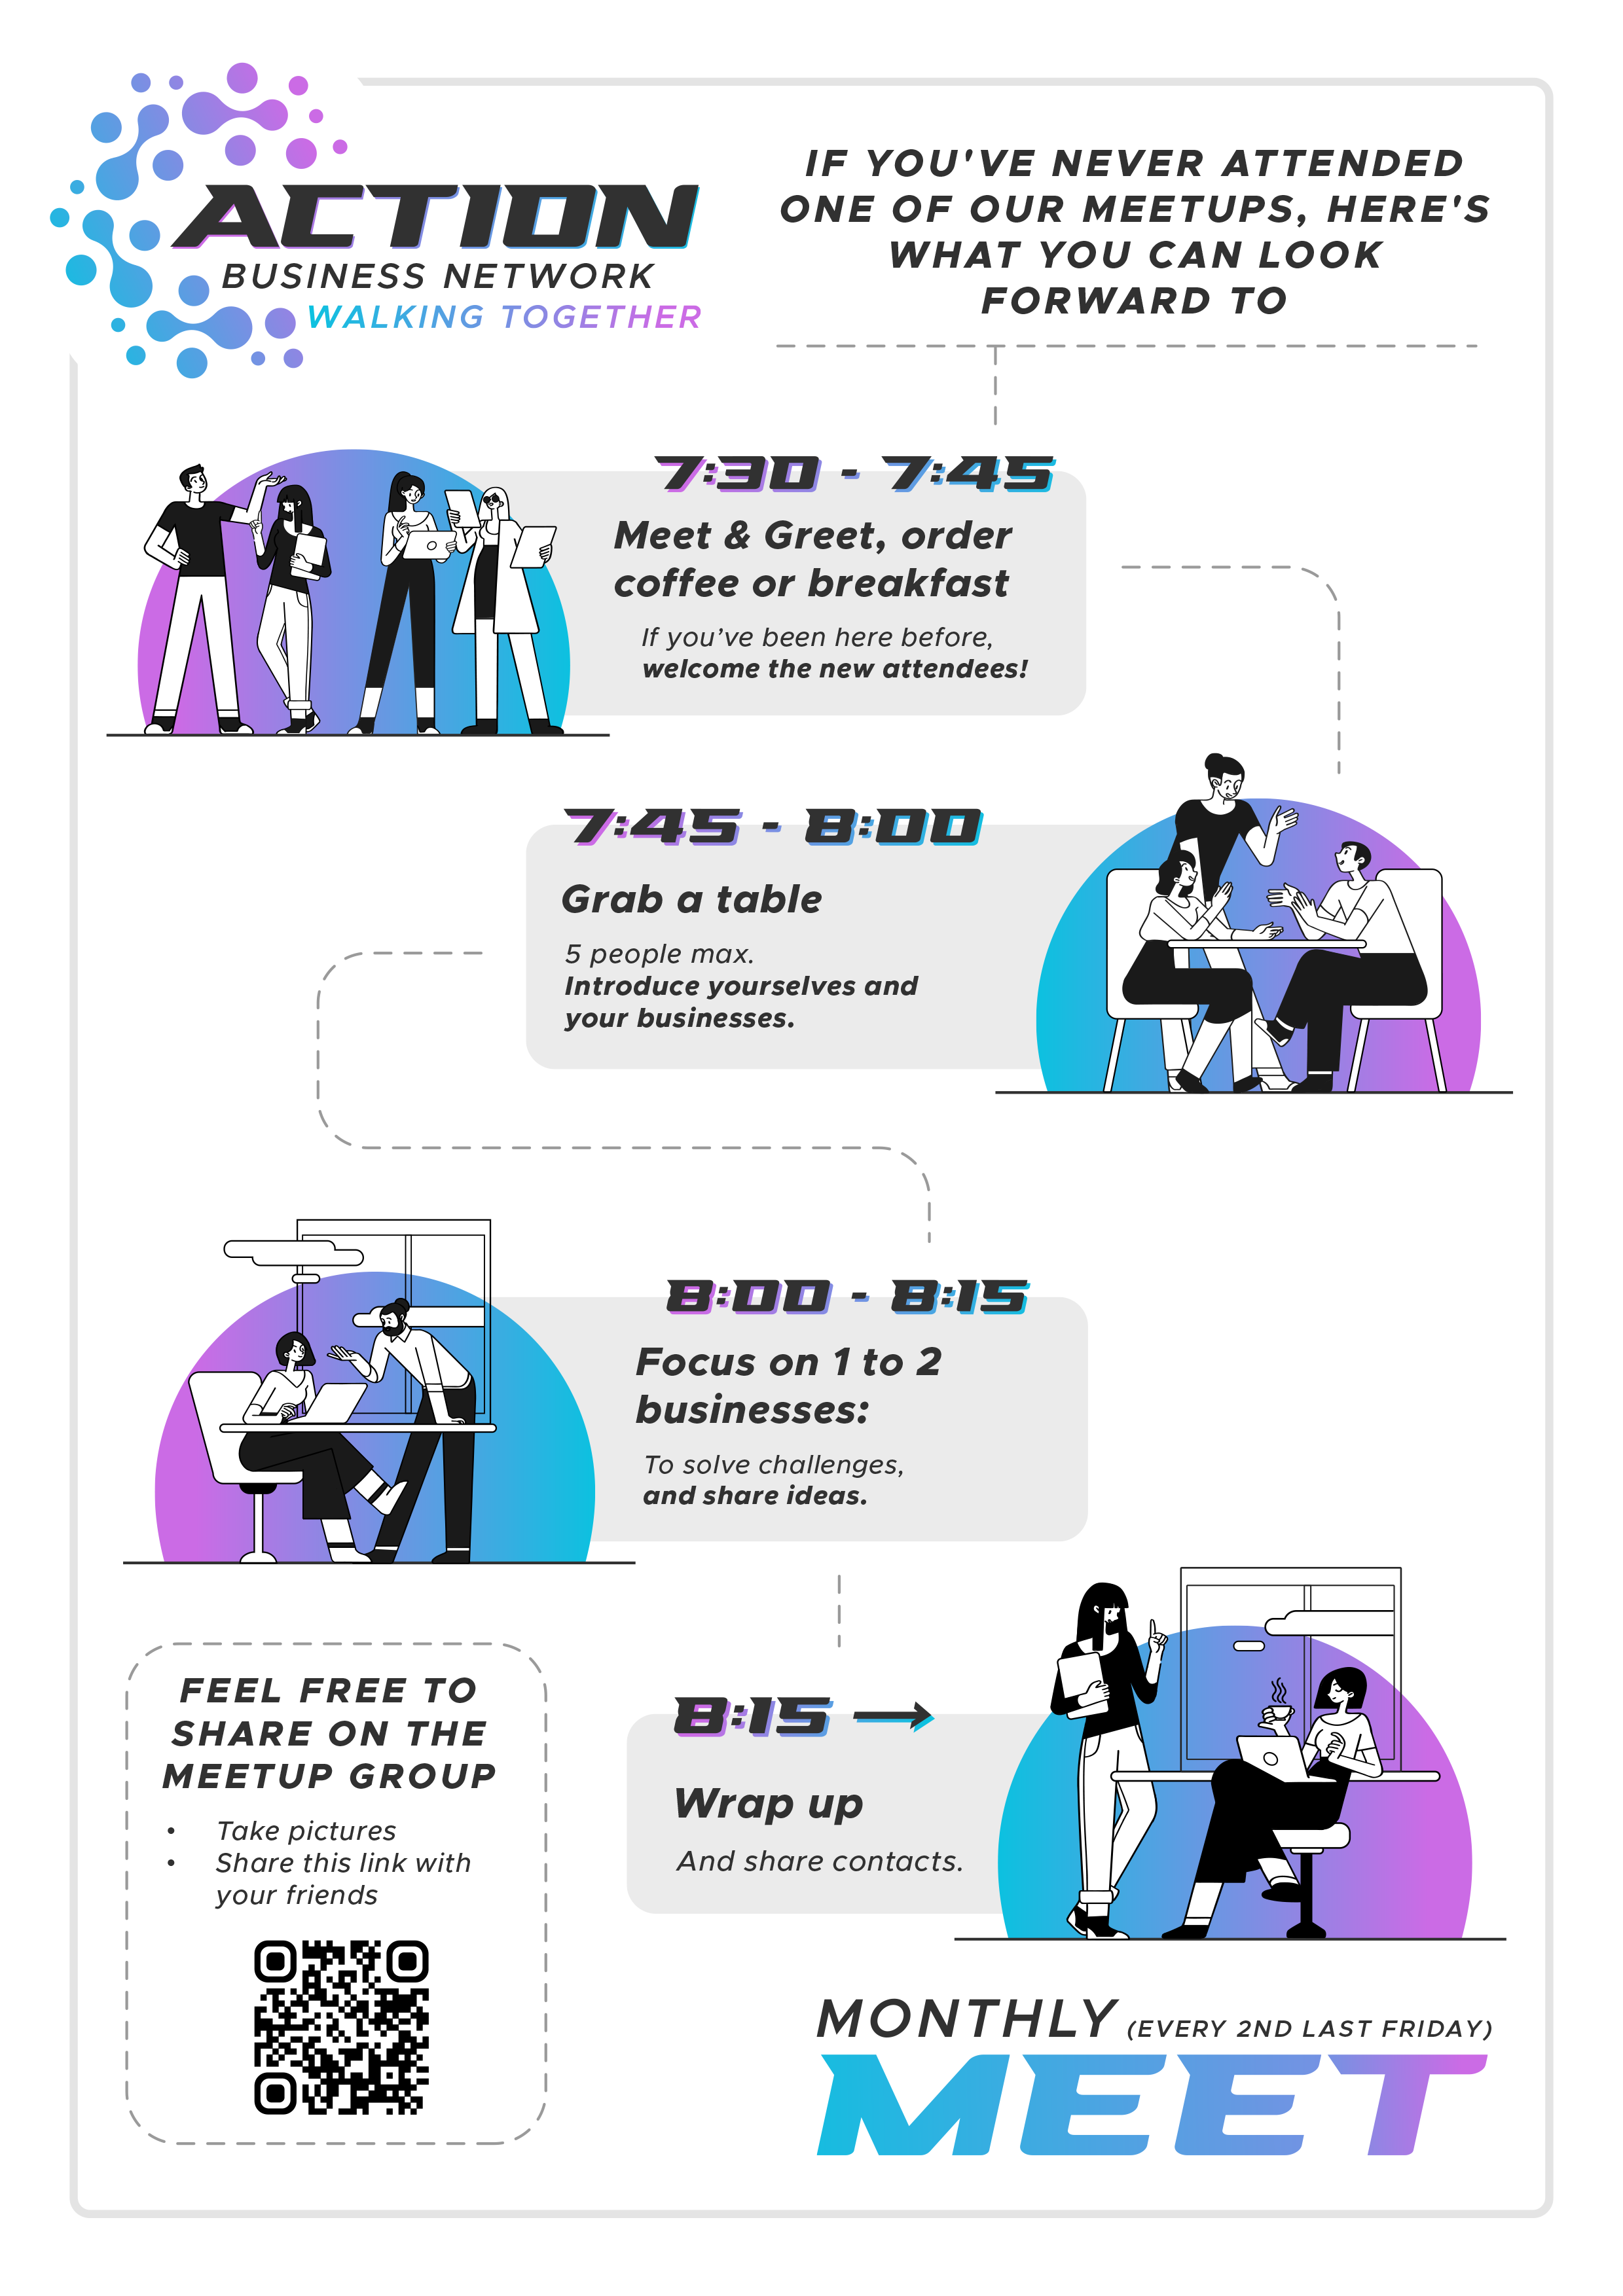 ACTION
BUSINESS NETWORK
WALKING TOGETHER
IF YOU'VE NEVER ATTENDED
ONE OF OUR MEETUPS, HERE'S
WHAT YOU CAN LOOK
FORWARD TO
7:30 - 7:45
Meet & Greet, order
coffee or breakfast
If you’ve been here before,
welcome the new attendees!
7:45 - 8:00
Grab a table
5 people max.
Introduce yourselves and
your businesses.
8:00 - 8:15
Focus on 1 to 2
businesses:
To solve challenges,
and share ideas.
8:15 →
Wrap up
And share contacts.
FEEL FREE TO
SHARE ON THE
MEETUP GROUP
• Take pictures
• Share this link with
your friends
MONTHLY (EVERY 2ND LAST FRIDAY)
MEET